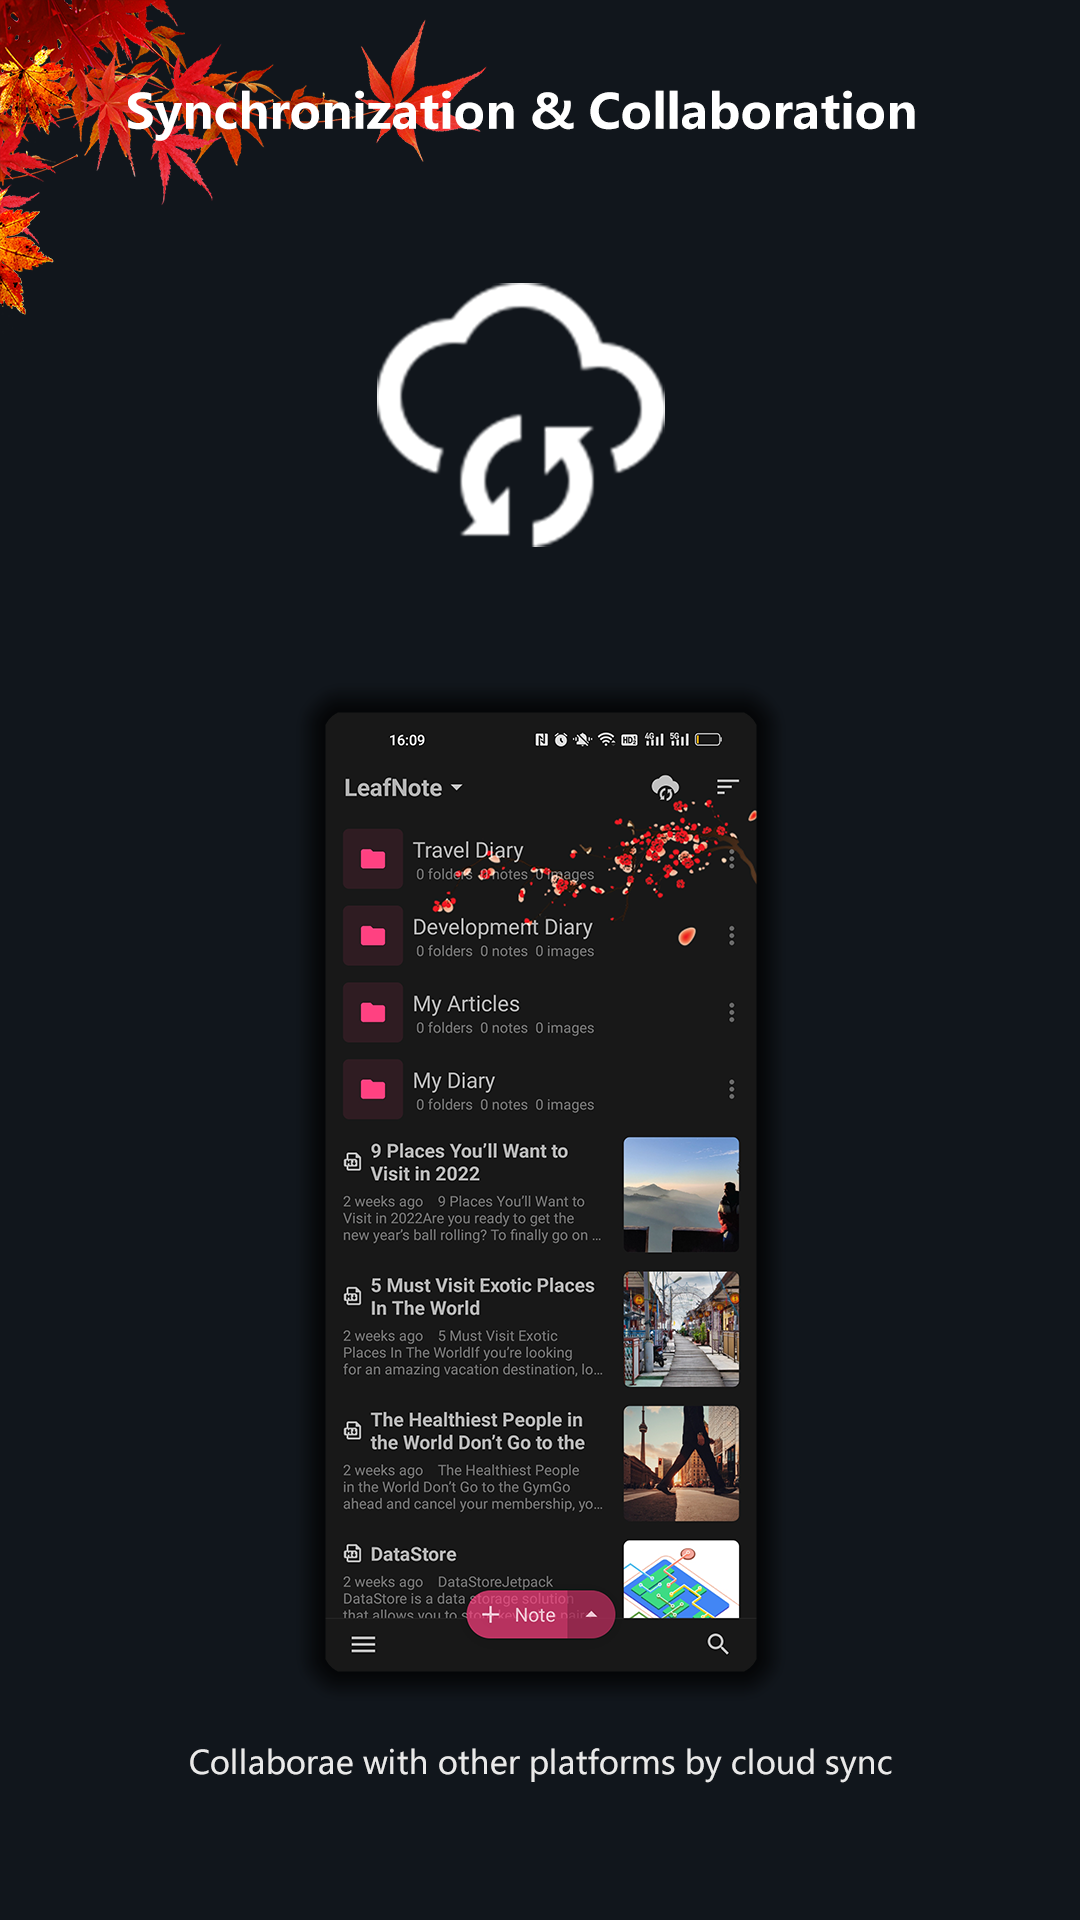 Synchronization & Collaboration
16:09
HD
4G
5G
LeafNote
Travel Diary
0 folders 0 notes 0 images
Development Diary
0 folders 0 notes 0 images
My Articles
0 folders 0 notes 0 images
My Diary
0 folders 0 notes 0 images
9 Places You’ll Want to
Visit in 2022
2 weeks ago 9 Places You’ll Want to
Visit in 2022Are you ready to get the
new year’s ball rolling? To finally go on ...
5 Must Visit Exotic Places
In The World
2 weeks ago 5 Must Visit Exotic
Places In The WorldIf you’re looking
for an amazing vacation destination, lo...
The Healthiest People in
the World Don’t Go to the
2 weeks ago The Healthiest People
in the World Don’t Go to the GymGo
ahead and cancel your membership, yo...
DataStore
2 weeks ago DataStoreJetpack
DataStore is a data storage solution
that allows you to
+ Note
Collaborae with other platforms by cloud sync